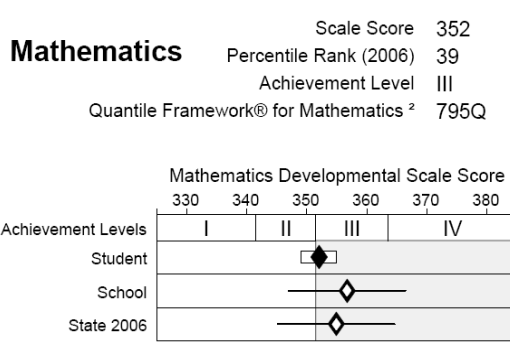 Mathematics
Scale Score 352
Percentile Rank (2006) 39
Achievement Level III
Quantile Framework® for Mathematics ² 795Q
Mathematics Developmental Scale Score
330 340 350 360 370 380
Achievement Levels I II III IV
Student
School
State 2006